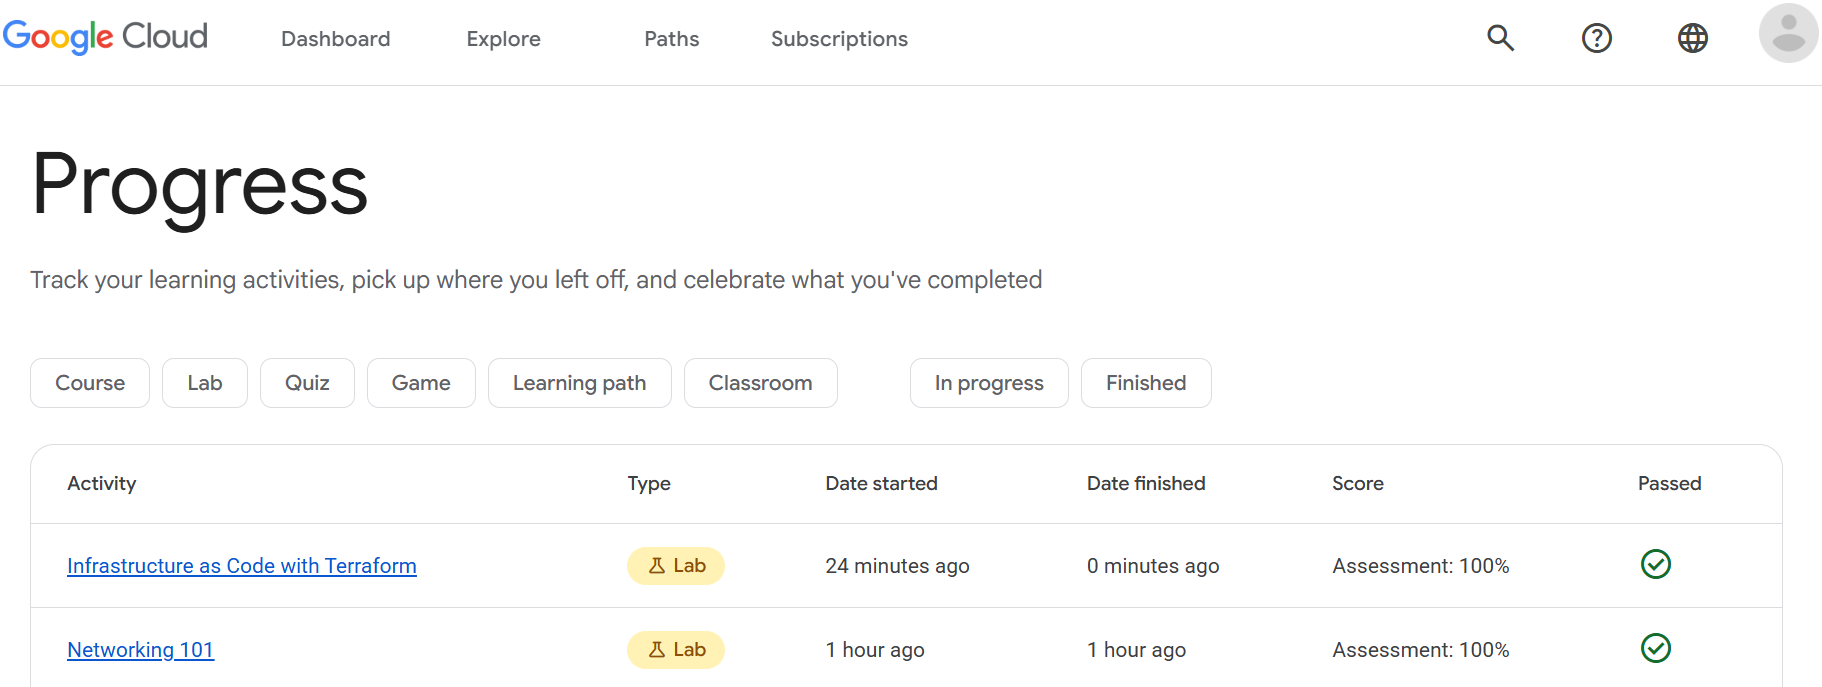 Google Cloud Dashboard Explore Paths Subscriptions
Progress
Track your learning activities, pick up where you left off, and celebrate what you've completed
Course Lab Quiz Game Learning path Classroom In progress Finished
Activity Type Date started Date finished Score Passed
Infrastructure as Code with Terraform Lab 24 minutes ago 0 minutes ago Assessment: 100%
Networking 101 Lab 1 hour ago 1 hour ago Assessment: 100%